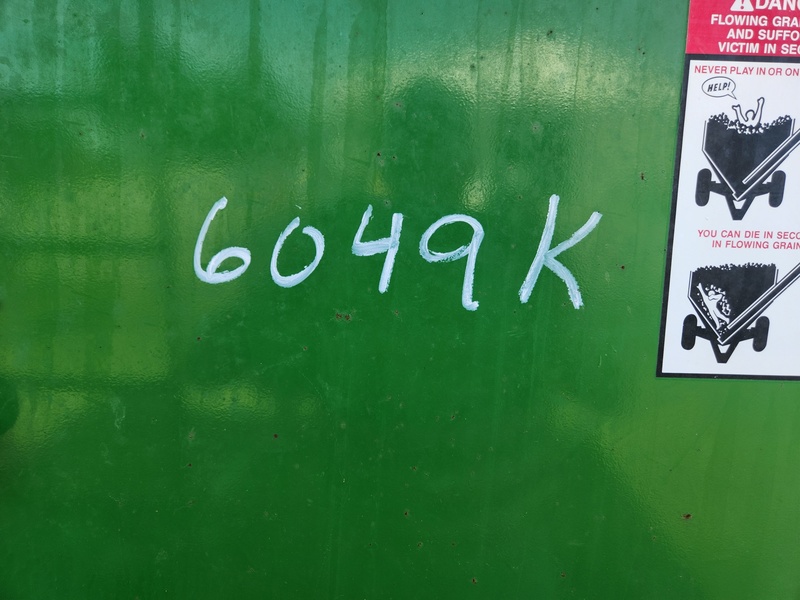 6049K
DANG
FLOWING GRAI
AND SUFFO
VICTIM IN SEC
NEVER PLAY IN OR ON
HELP!
YOU CAN DIE IN SECO
IN FLOWING GRAIN